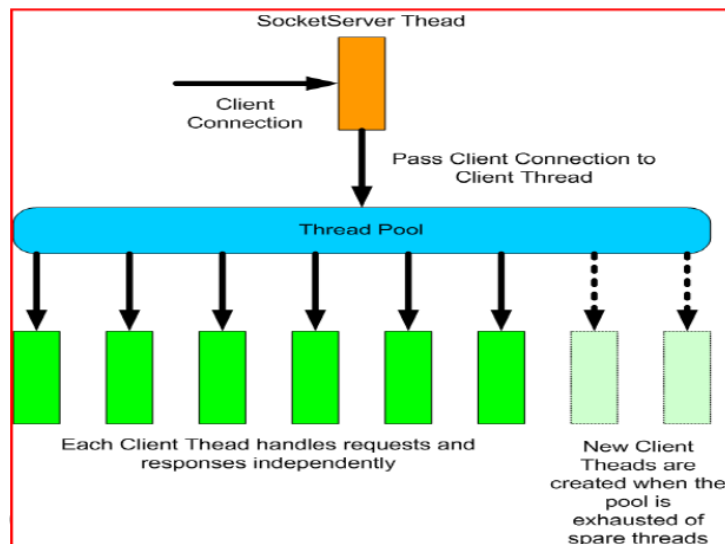 SocketServer Thead
Client
Connection
Pass Client Connection to
Client Thread
Thread Pool
Each Client Thead handles requests and
responses independently
New Client
Theads are
created when the
pool is
exhausted of
spare threads